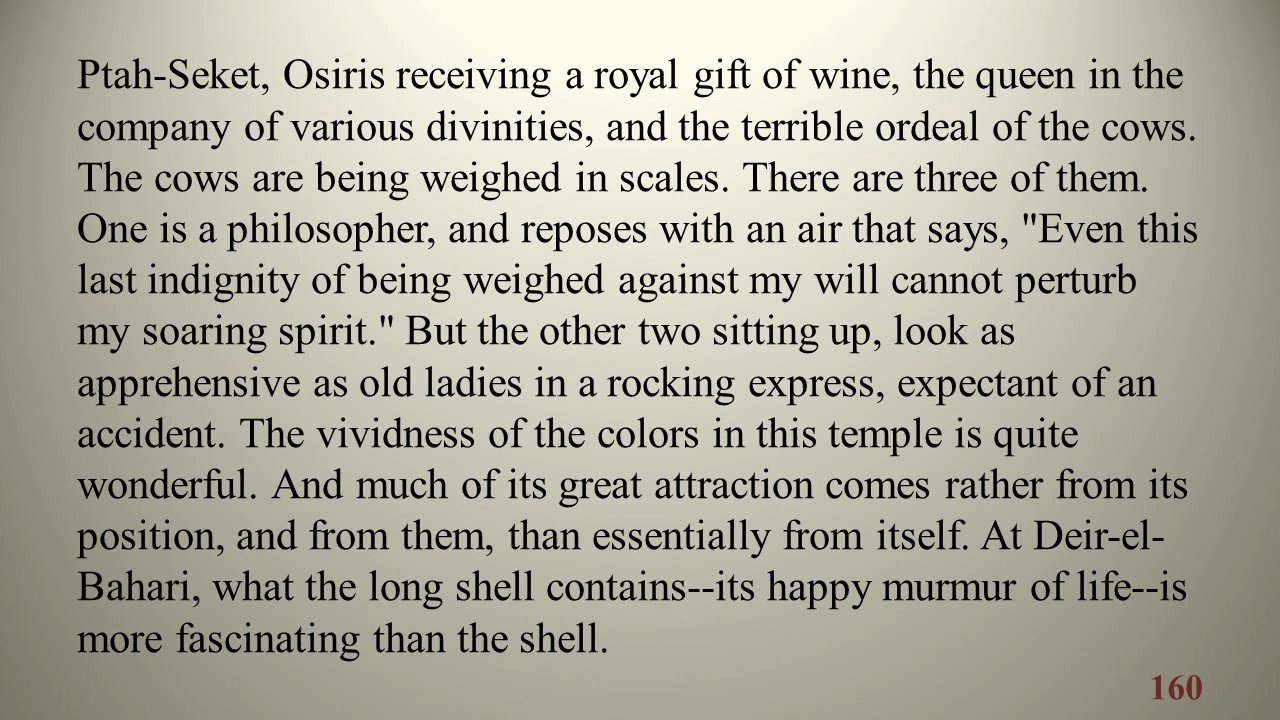 Ptah-Seket, Osiris receiving a royal gift of wine, the queen in the
company of various divinities, and the terrible ordeal of the cows.
The cows are being weighed in scales. There are three of them.
One is a philosopher, and reposes with an air that says, "Even this
last indignity of being weighed against my will cannot perturb
my soaring spirit." But the other two sitting up, look as
apprehensive as old ladies in a rocking express, expectant of an
accident. The vividness of the colors in this temple is quite
wonderful. And much of its great attraction comes rather from its
position, and from them, than essentially from itself. At Deir-el-
Bahari, what the long shell contains--its happy murmur of life--is
more fascinating than the shell.
160